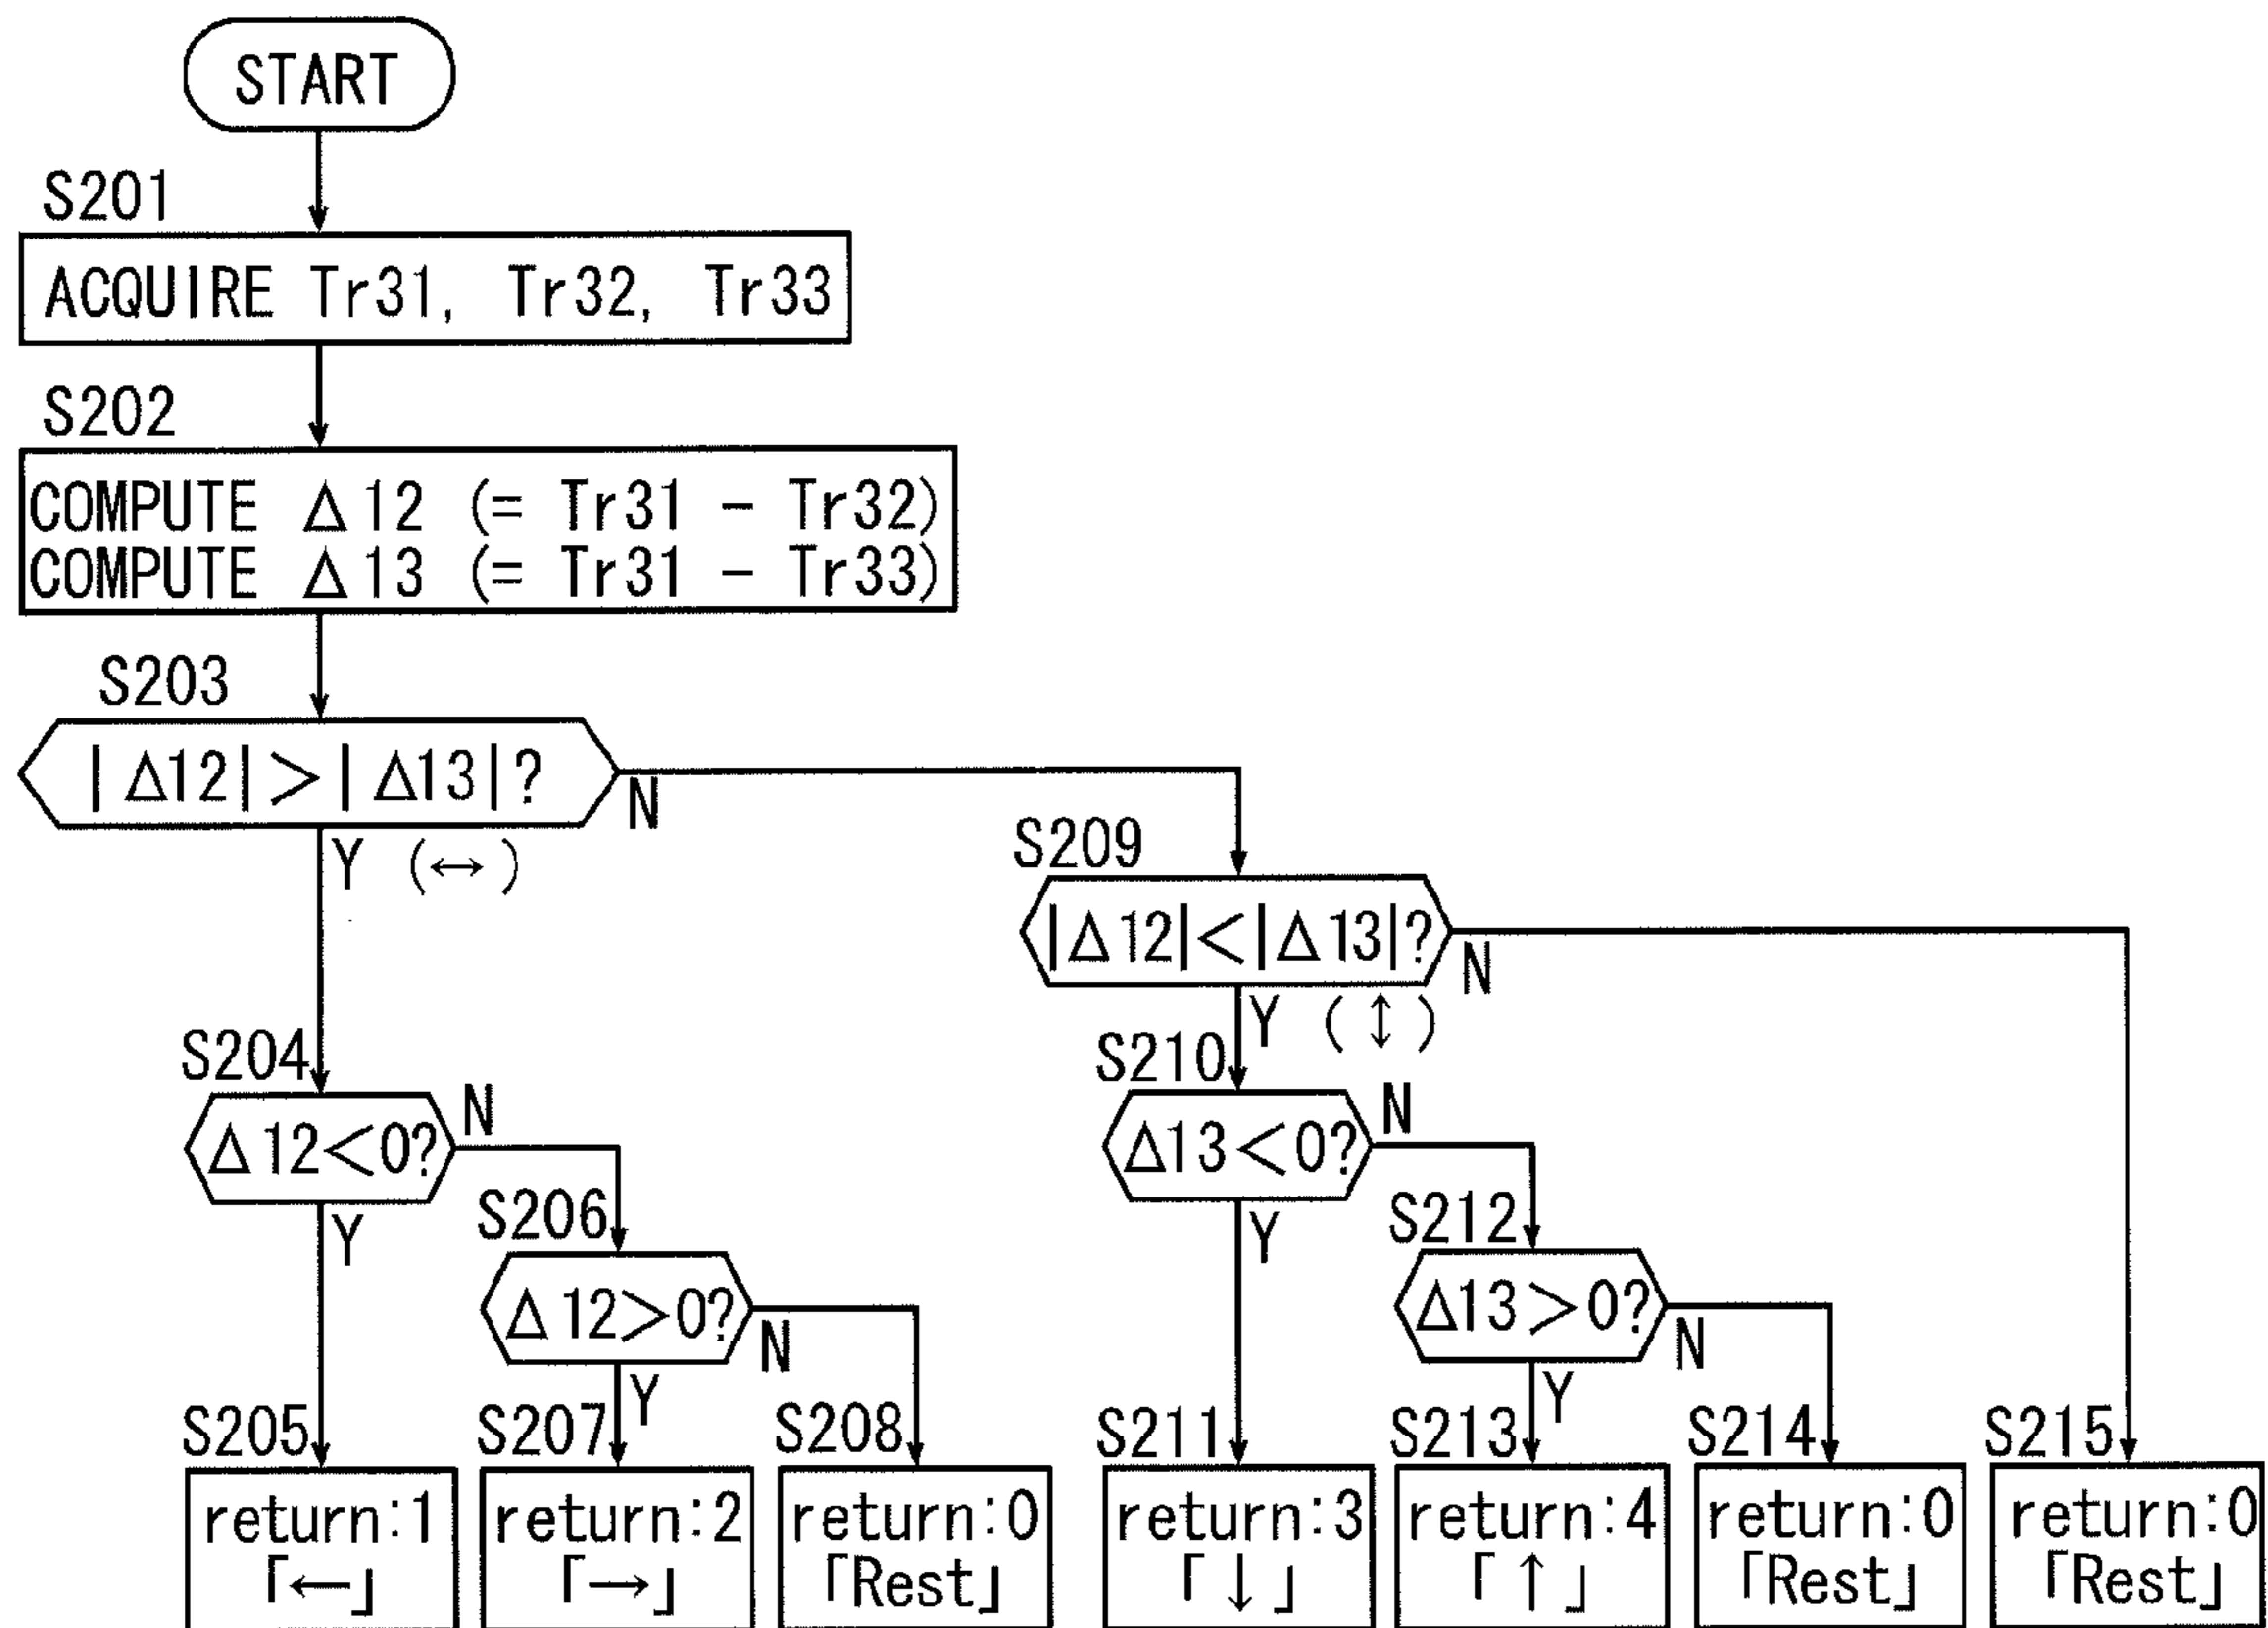 START
S201
ACQUIRE Tr31, Tr32, Tr33
S202
COMPUTE Δ12 (= Tr31 - Tr32)
COMPUTE Δ13 (= Tr31 - Tr33)
S203
|Δ12|>|Δ13|?
N
Y (↔)
S209
|Δ12|<|Δ13|?
N
Y (↕)
S204
Δ12<0?
N
Y
S210
Δ13<0?
N
Y
S206
Δ12>0?
N
Y
S212
Δ13>0?
N
Y
S205
return:1
「←」
S207
return:2
「→」
S208
return:0
「Rest」
S211
return:3
「↓」
S213
return:4
「↑」
S214
return:0
「Rest」
S215
return:0
「Rest」